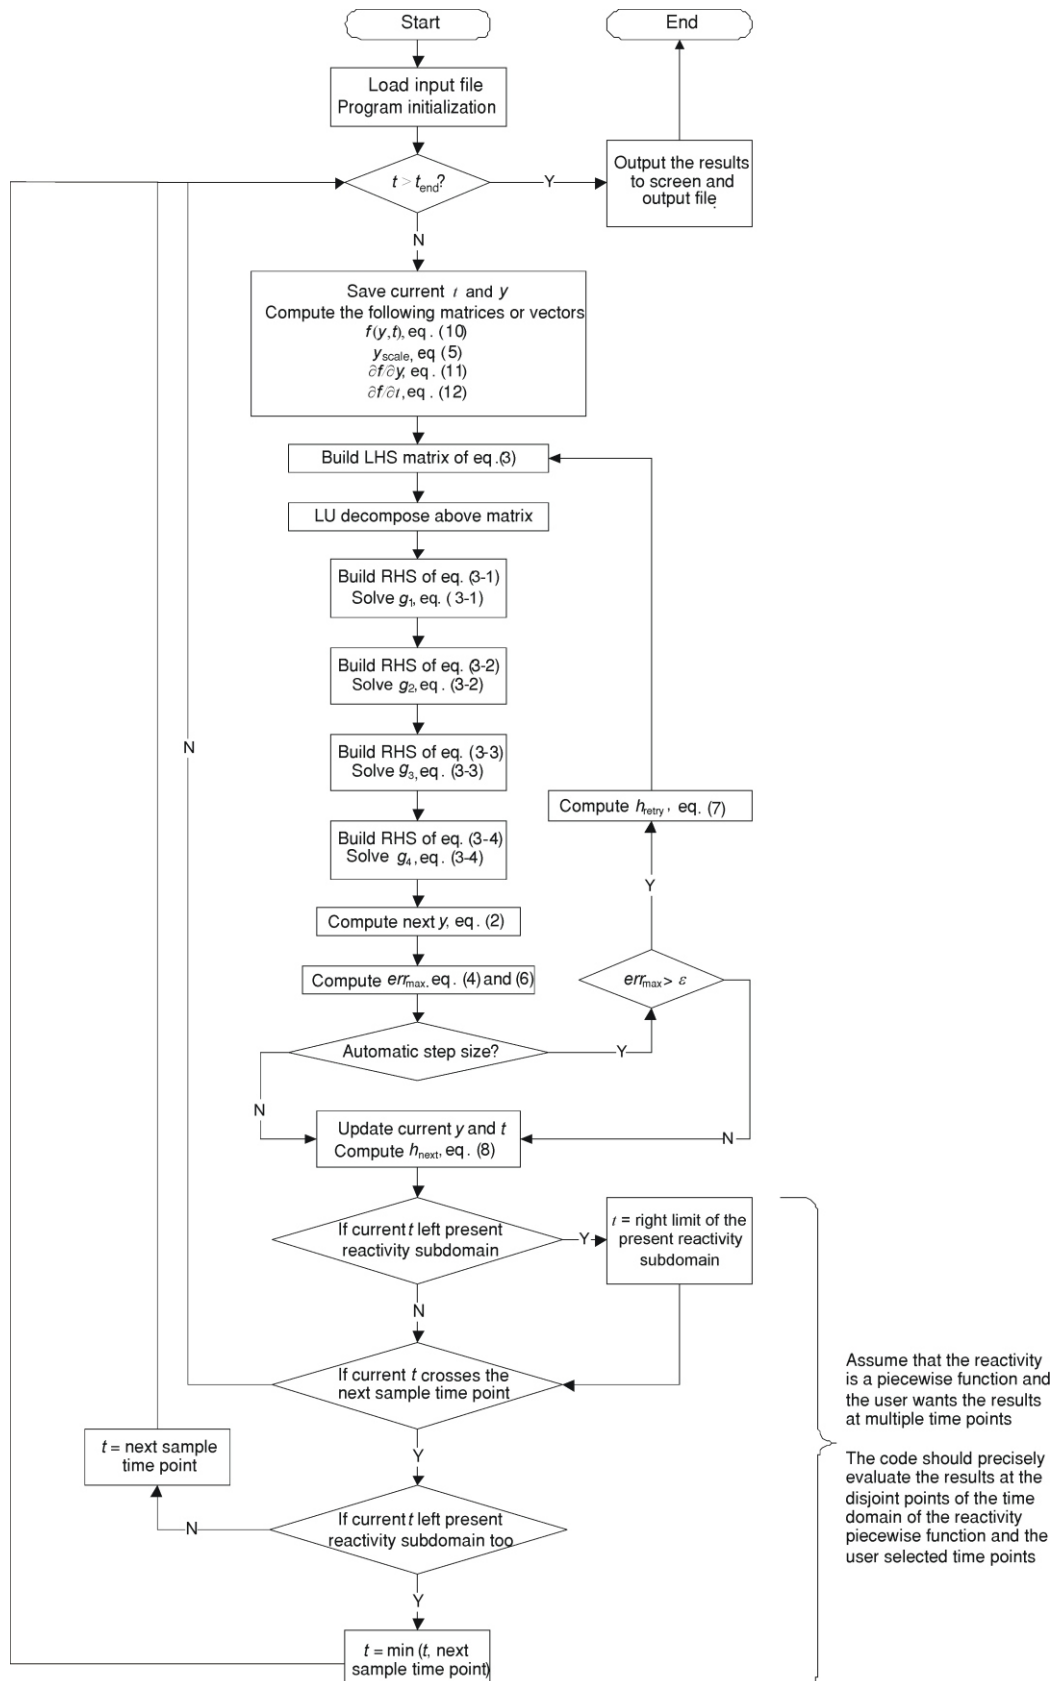 Start
End
Load input file
Program initialization
t > t_end?
Y
Output the results
to screen and
output file
N
Save current t and y
Compute the following matrices or vectors
f(y,t), eq. (10)
y_scale, eq (5)
∂f/∂y, eq. (11)
∂f/∂t, eq. (12)
Build LHS matrix of eq.(3)
LU decompose above matrix
Build RHS of eq. (3-1)
Solve g₁, eq. (3-1)
Build RHS of eq. (3-2)
Solve g₂, eq. (3-2)
N
Build RHS of eq. (3-3)
Solve g₃, eq. (3-3)
Compute h_retry, eq. (7)
Build RHS of eq. (3-4)
Solve g₄, eq. (3-4)
Y
Compute next y, eq. (2)
Compute err_max, eq. (4) and (6)
err_max > ε
Automatic step size?
Y
N
Update current y and t
Compute h_next, eq. (8)
N
If current t left present
reactivity subdomain
Y
t = right limit of the
present reactivity
subdomain
N
If current t crosses the
next sample time point
Assume that the reactivity
is a piecewise function and
the user wants the results
at multiple time points
t = next sample
time point
Y
The code should precisely
evaluate the results at the
disjoint points of the time
domain of the reactivity
piecewise function and the
user selected time points
If current t left present
reactivity subdomain too
N
Y
t = min (t, next
sample time point)